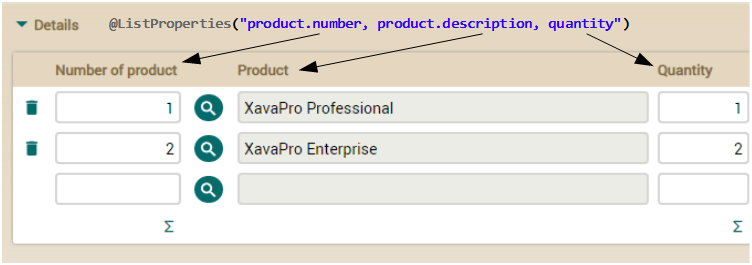 Details @ListProperties("product.number, product.description, quantity")
Number of product Product Quantity
1 XavaPro Professional 1
2 XavaPro Enterprise 2
Σ Σ